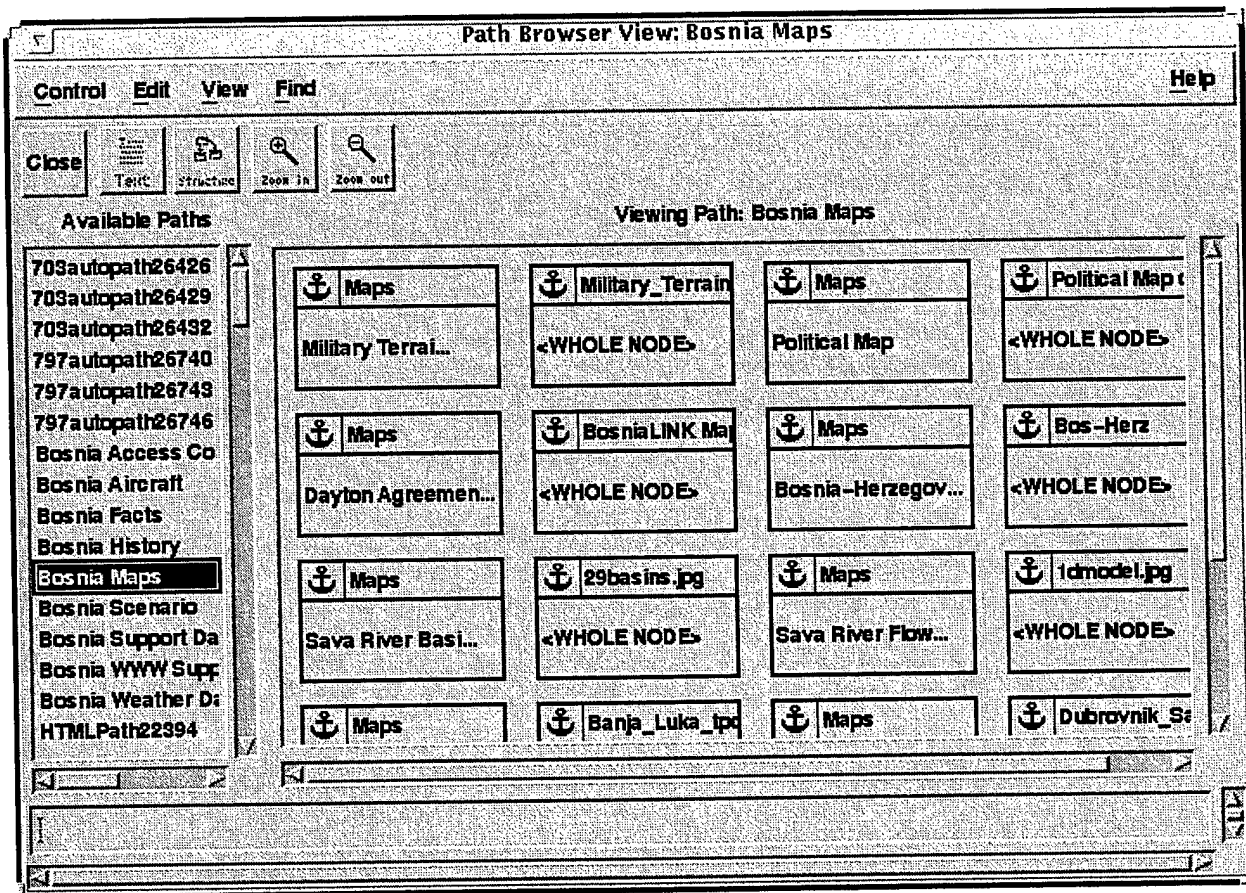 Path Browser View: Bosnia Maps
Control Edit View Find Help
Close Text Structure Zoom in Zoom out
Available Paths
703autopath26426
703autopath26429
703autopath26432
797autopath26740
797autopath26743
797autopath26746
Bosnia Access Co
Bosnia Aircraft
Bosnia Facts
Bosnia History
Bosnia Maps
Bosnia Scenario
Bosnia Support Da
Bosnia WWW Supp
Bosnia Weather Da
HTMLPath22394
Viewing Path: Bosnia Maps
Maps
Military Terrai...
Military_Terrain
<WHOLE NODE>
Maps
Political Map
Political Map
<WHOLE NODE>
Maps
Dayton Agreemen...
BosniaLINK Map
<WHOLE NODE>
Maps
Bosnia-Herzegov...
Bos-Herz
<WHOLE NODE>
Maps
Sava River Basi...
29basins.jpg
<WHOLE NODE>
Maps
Sava River Flow...
1dmodel.jpg
<WHOLE NODE>
Maps
Banja_Luka_tpc
Maps
Dubrovnik_Sa